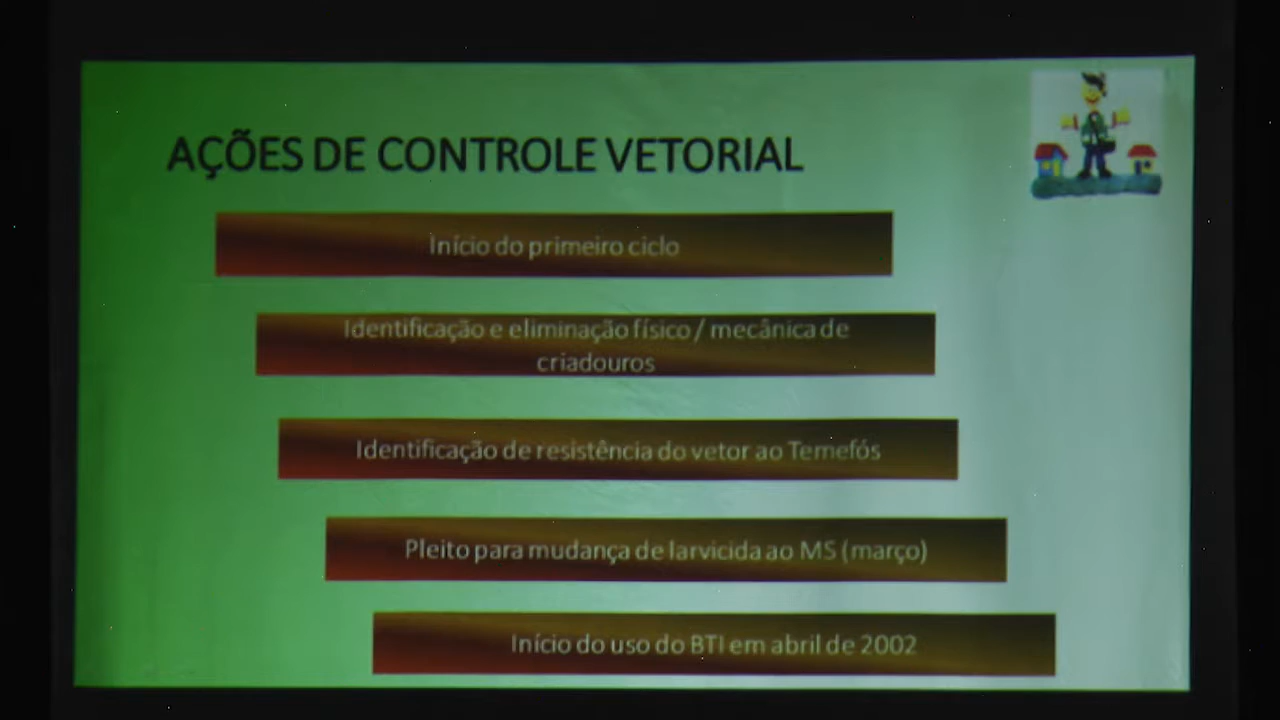 AÇÕES DE CONTROLE VETORIAL
Início do primeiro ciclo
Identificação e eliminação físico / mecânica de
criadouros
Identificação de resistência do vetor ao Temefós
Pleito para mudança de larvicida ao MS (março)
Início do uso do BTI em abril de 2002